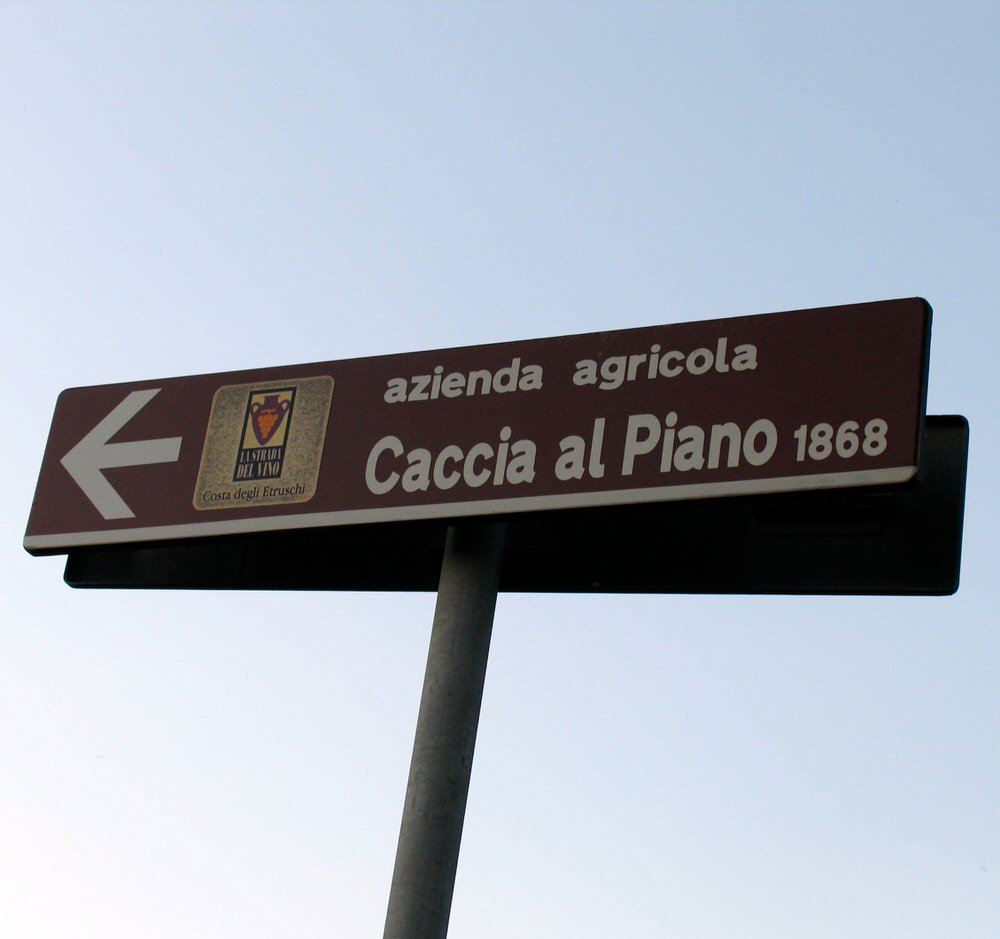 azienda agricola
Caccia al Piano 1868
LA STRADA
DEL VINO
Costa degli Etruschi